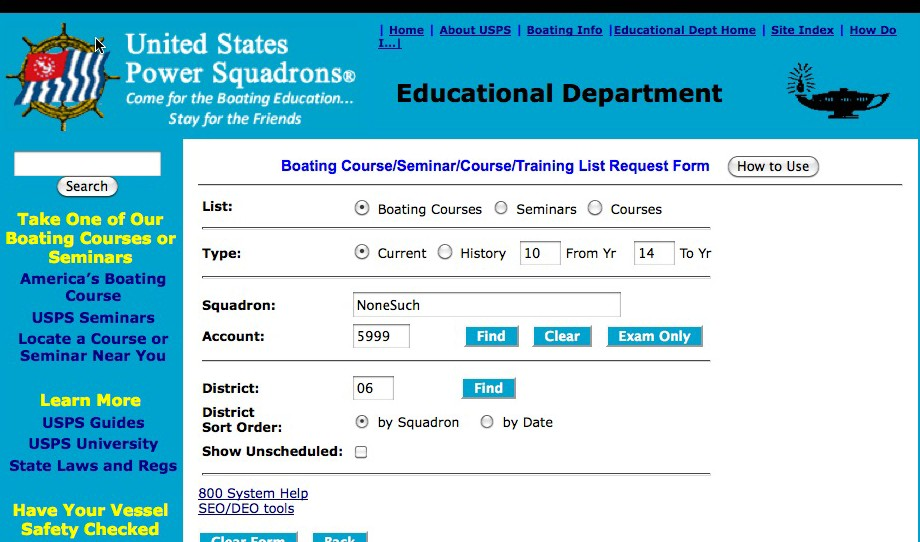 | Home | About USPS | Boating Info |Educational Dept Home | Site Index | How Do
I...|
United States
Power Squadrons®
Come for the Boating Education...
Stay for the Friends
Educational Department
Search
Take One of Our
Boating Courses or
Seminars
America's Boating
Course
USPS Seminars
Locate a Course or
Seminar Near You
Learn More
USPS Guides
USPS University
State Laws and Regs
Have Your Vessel
Safety Checked
Boating Course/Seminar/Course/Training List Request Form How to Use
List: Boating Courses Seminars Courses
Type: Current History 10 From Yr 14 To Yr
Squadron: NoneSuch
Account: 5999 Find Clear Exam Only
District: 06 Find
District
Sort Order: by Squadron by Date
Show Unscheduled:
800 System Help
SEO/DEO tools
Clear Form Back